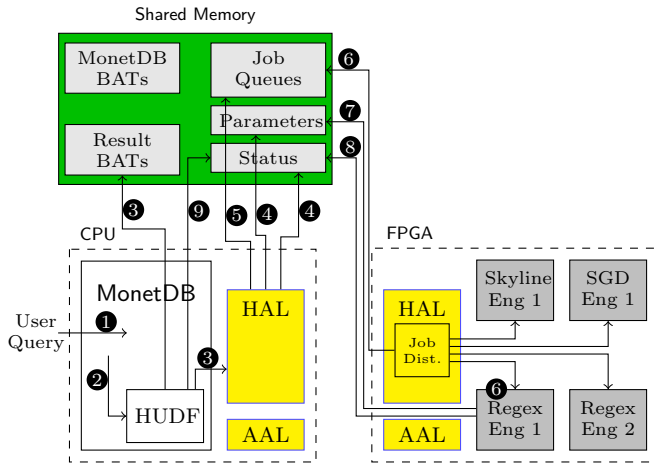 Shared Memory
MonetDB
BATs
Job
Queues
6
Parameters
7
Result
BATs
Status
8
3
9
5
4
4
CPU
FPGA
MonetDB
HAL
HAL
Skyline
Eng 1
SGD
Eng 1
User
Query
1
Job
Dist.
3
2
6
HUDF
AAL
AAL
Regex
Eng 1
Regex
Eng 2